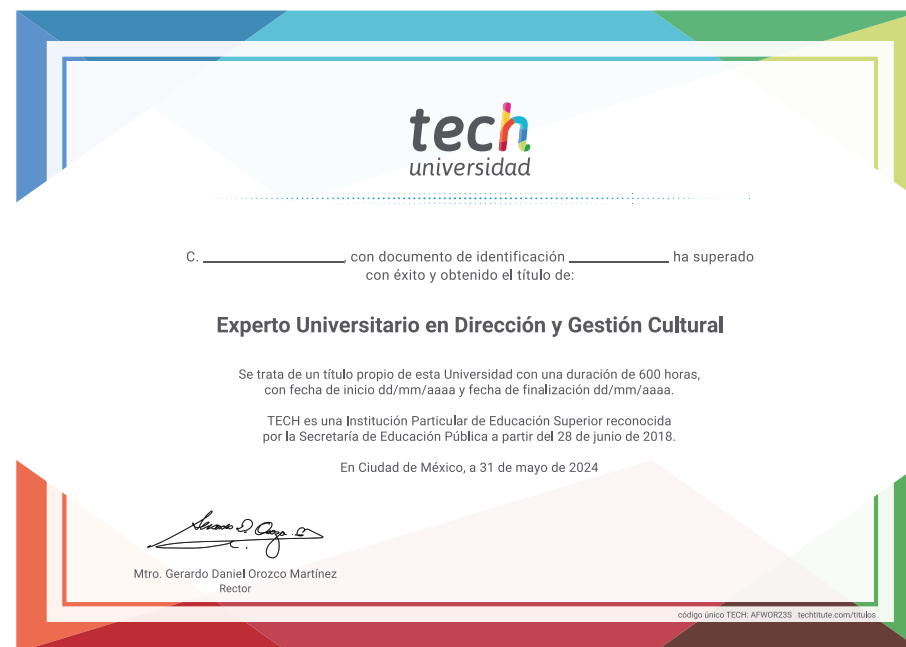 tech
universidad
C. ____________, con documento de identificación ____________ ha superado
con éxito y obtenido el título de:
Experto Universitario en Dirección y Gestión Cultural
Se trata de un título propio de esta Universidad con una duración de 600 horas,
con fecha de inicio dd/mm/aaaa y fecha de finalización dd/mm/aaaa.
TECH es una Institución Particular de Educación Superior reconocida
por la Secretaría de Educación Pública a partir del 28 de junio de 2018.
En Ciudad de México, a 31 de mayo de 2024
Mtro. Gerardo Daniel Orozco Martínez
Rector
código único TECH: AFWOR23S techtitute.com/titulos